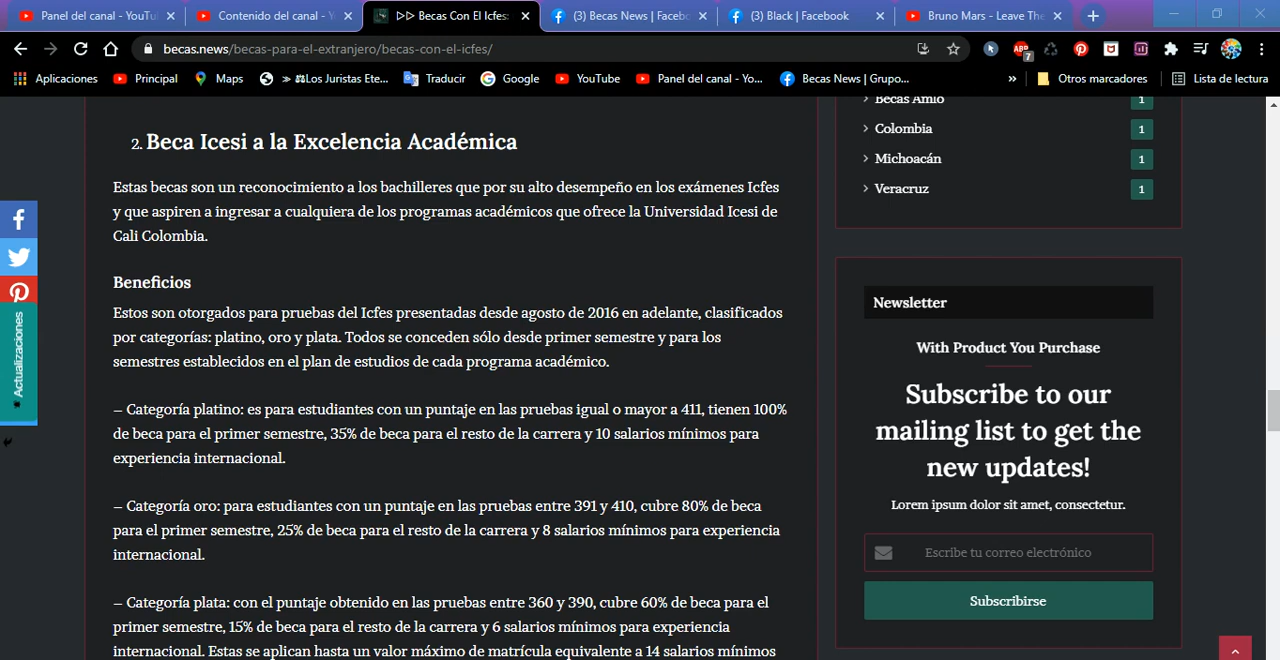 Panel del canal - YouTu
Contenido del canal - Y
▷▷ Becas Con El Icfes:
(3) Becas News | Faceb
(3) Black | Facebook
Bruno Mars - Leave The
becas.news/becas-para-el-extranjero/becas-con-el-icfes/
ABP
7
Aplicaciones
Principal
Maps
» ⚖Los Juristas Ete...
Traducir
Google
YouTube
Panel del canal - Yo...
Becas News | Grupo...
»
Otros marcadores
Lista de lectura
2. Beca Icesi a la Excelencia Académica
Estas becas son un reconocimiento a los bachilleres que por su alto desempeño en los exámenes Icfes
y que aspiren a ingresar a cualquiera de los programas académicos que ofrece la Universidad Icesi de
Cali Colombia.
Beneficios
Estos son otorgados para pruebas del Icfes presentadas desde agosto de 2016 en adelante, clasificados
por categorías: platino, oro y plata. Todos se conceden sólo desde primer semestre y para los
semestres establecidos en el plan de estudios de cada programa académico.
– Categoría platino: es para estudiantes con un puntaje en las pruebas igual o mayor a 411, tienen 100%
de beca para el primer semestre, 35% de beca para el resto de la carrera y 10 salarios mínimos para
experiencia internacional.
– Categoría oro: para estudiantes con un puntaje en las pruebas entre 391 y 410, cubre 80% de beca
para el primer semestre, 25% de beca para el resto de la carrera y 8 salarios mínimos para experiencia
internacional.
– Categoría plata: con el puntaje obtenido en las pruebas entre 360 y 390, cubre 60% de beca para el
primer semestre, 15% de beca para el resto de la carrera y 6 salarios mínimos para experiencia
internacional. Estas se aplican hasta un valor máximo de matrícula equivalente a 14 salarios mínimos
Actualizaciones
Becas Amlo 1
Colombia 1
Michoacán 1
Veracruz 1
Newsletter
With Product You Purchase
Subscribe to our
mailing list to get the
new updates!
Lorem ipsum dolor sit amet, consectetur.
Escribe tu correo electrónico
Subscribirse